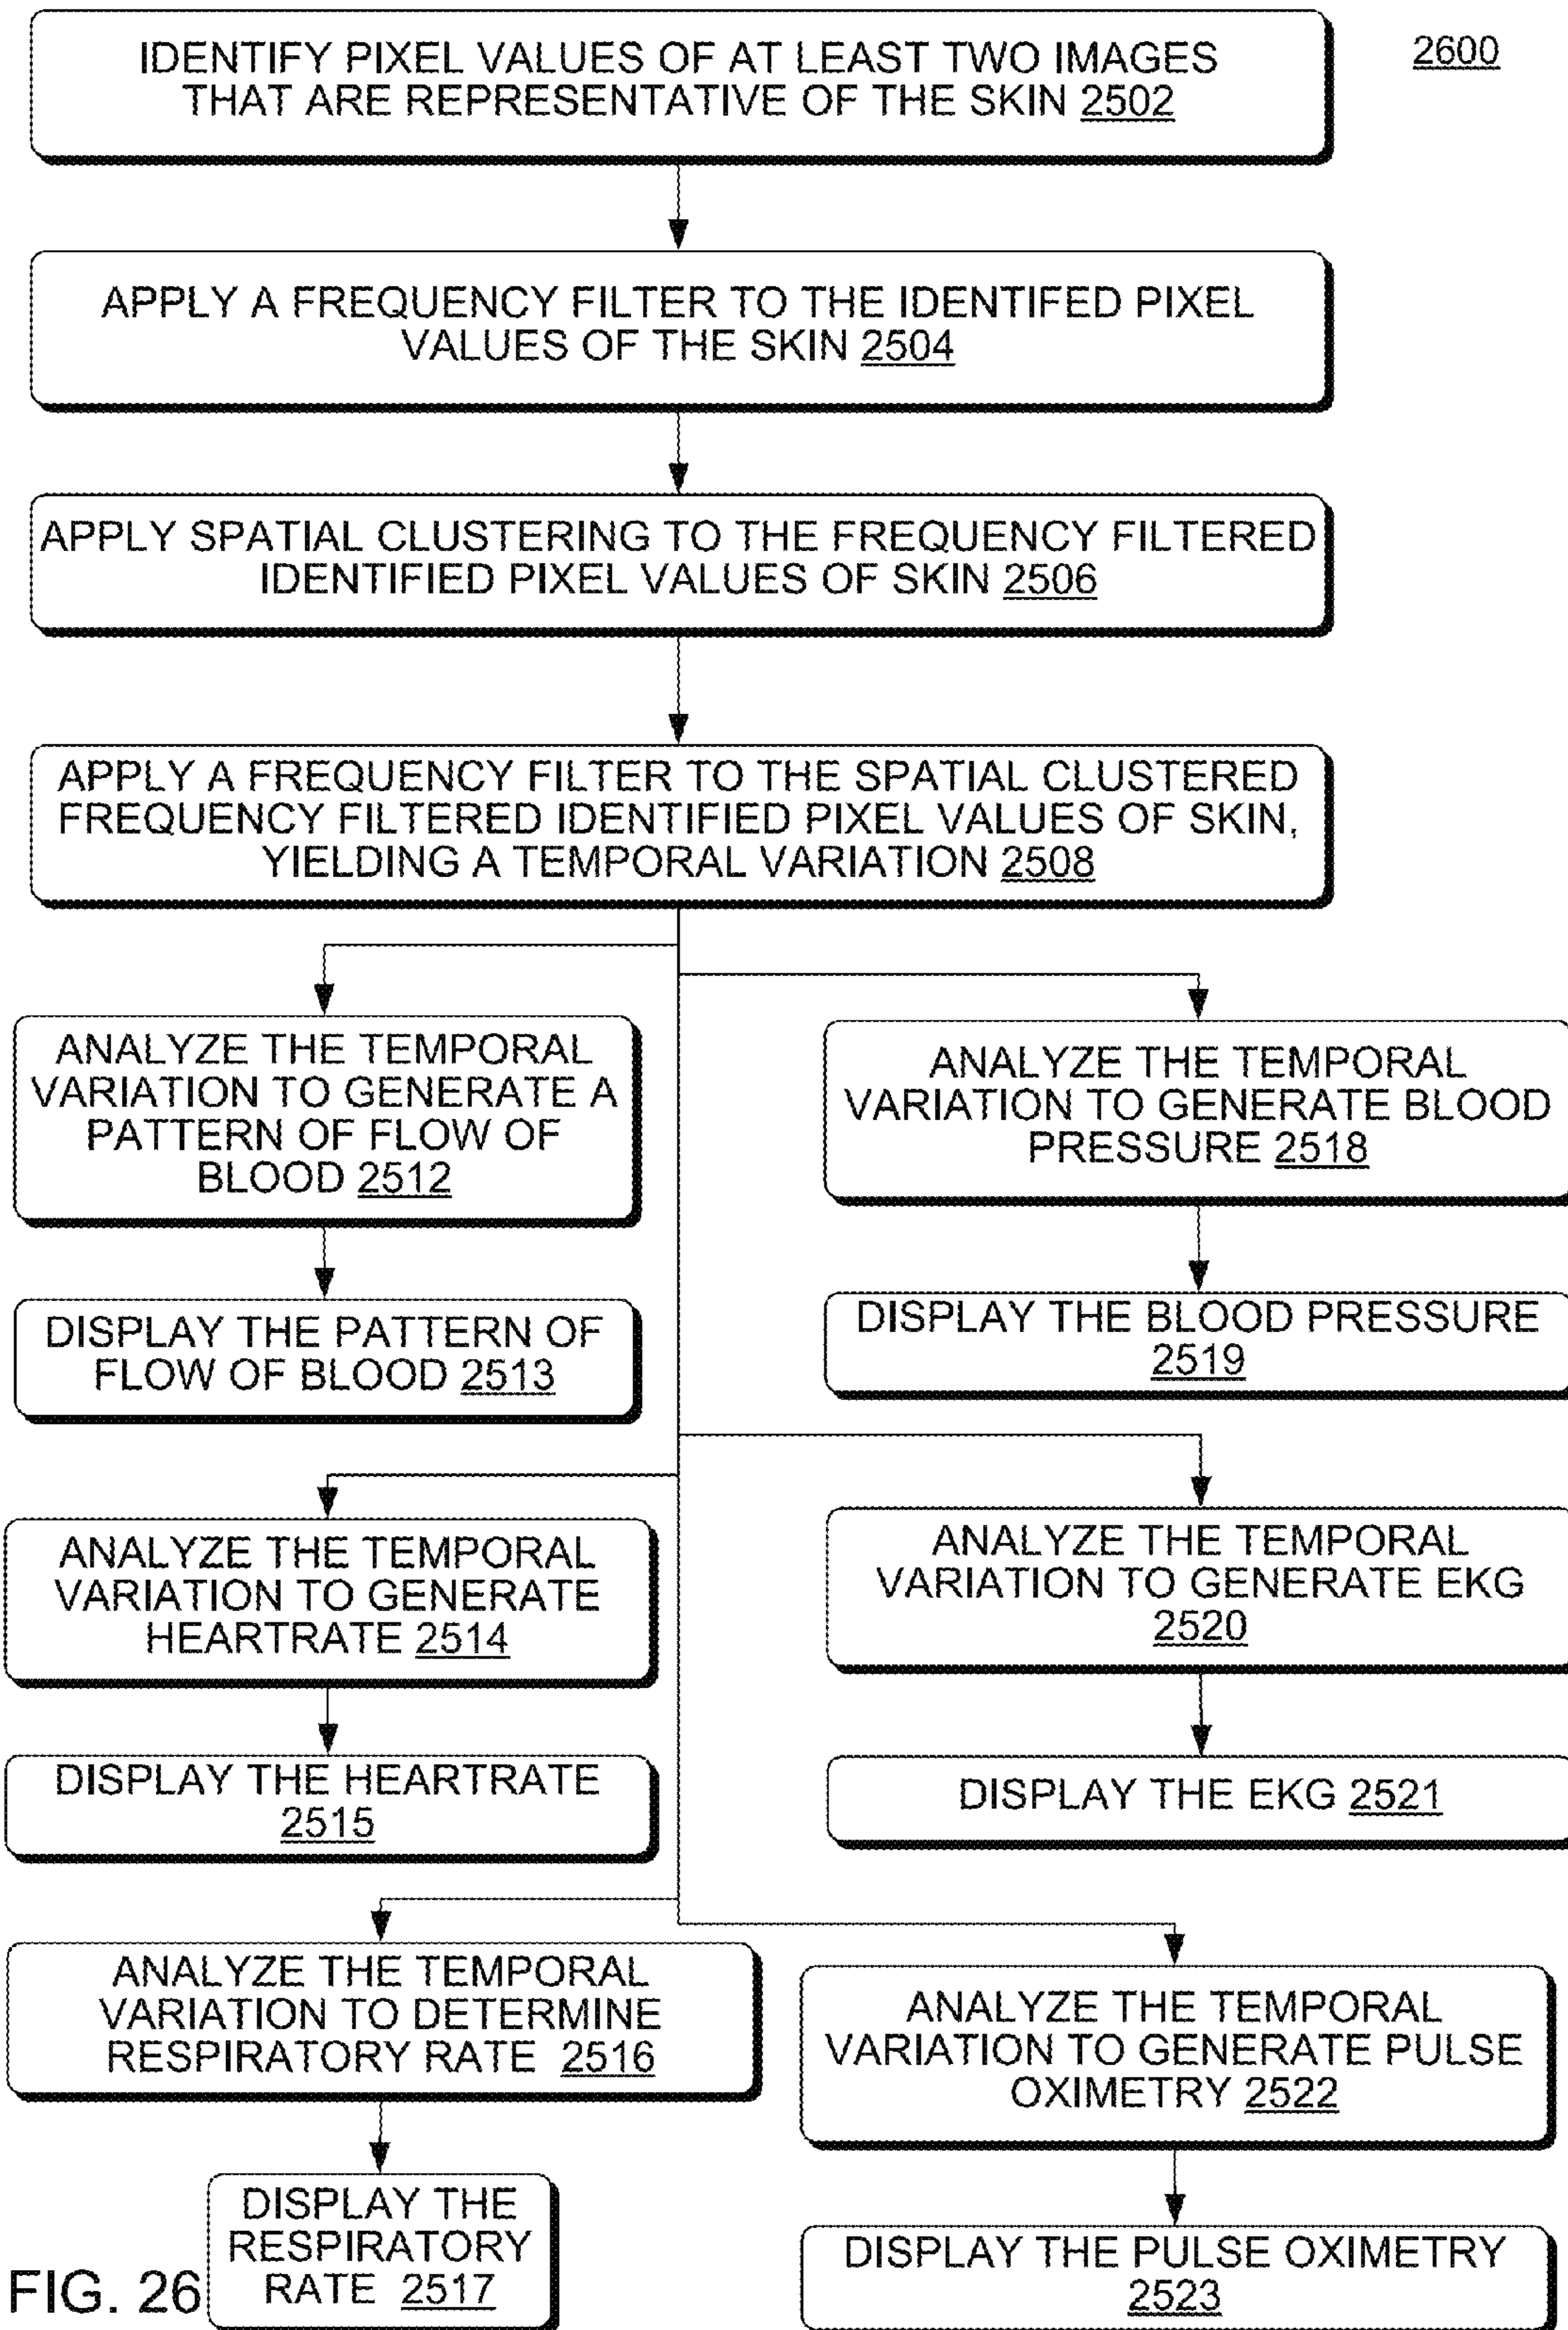 2600
IDENTIFY PIXEL VALUES OF AT LEAST TWO IMAGES
THAT ARE REPRESENTATIVE OF THE SKIN 2502
APPLY A FREQUENCY FILTER TO THE IDENTIFED PIXEL
VALUES OF THE SKIN 2504
APPLY SPATIAL CLUSTERING TO THE FREQUENCY FILTERED
IDENTIFIED PIXEL VALUES OF SKIN 2506
APPLY A FREQUENCY FILTER TO THE SPATIAL CLUSTERED
FREQUENCY FILTERED IDENTIFIED PIXEL VALUES OF SKIN,
YIELDING A TEMPORAL VARIATION 2508
ANALYZE THE TEMPORAL
VARIATION TO GENERATE A
PATTERN OF FLOW OF
BLOOD 2512
DISPLAY THE PATTERN OF
FLOW OF BLOOD 2513
ANALYZE THE TEMPORAL
VARIATION TO GENERATE BLOOD
PRESSURE 2518
DISPLAY THE BLOOD PRESSURE
2519
ANALYZE THE TEMPORAL
VARIATION TO GENERATE
HEARTRATE 2514
DISPLAY THE HEARTRATE
2515
ANALYZE THE TEMPORAL
VARIATION TO GENERATE EKG
2520
DISPLAY THE EKG 2521
ANALYZE THE TEMPORAL
VARIATION TO DETERMINE
RESPIRATORY RATE 2516
DISPLAY THE
RESPIRATORY
RATE 2517
ANALYZE THE TEMPORAL
VARIATION TO GENERATE PULSE
OXIMETRY 2522
DISPLAY THE PULSE OXIMETRY
2523
FIG. 26